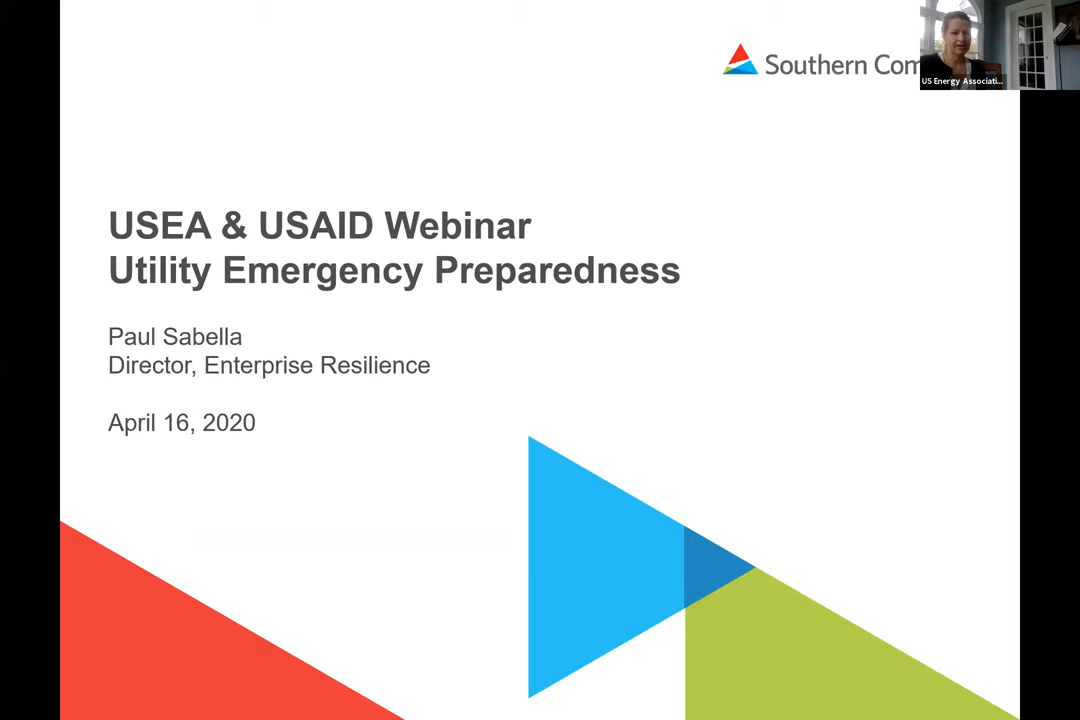 Southern Com
US Energy Associati...
USEA & USAID Webinar
Utility Emergency Preparedness
Paul Sabella
Director, Enterprise Resilience
April 16, 2020